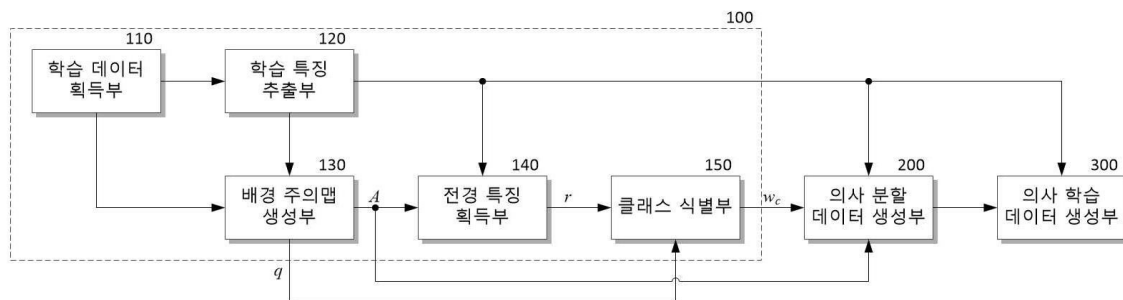 100
110
학습 데이터
획득부
120
학습 특징
추출부
130
배경 주의맵
생성부
A
140
전경 특징
획득부
r
150
클래스 식별부
w_c
200
의사 분할
데이터 생성부
300
의사 학습
데이터 생성부
q